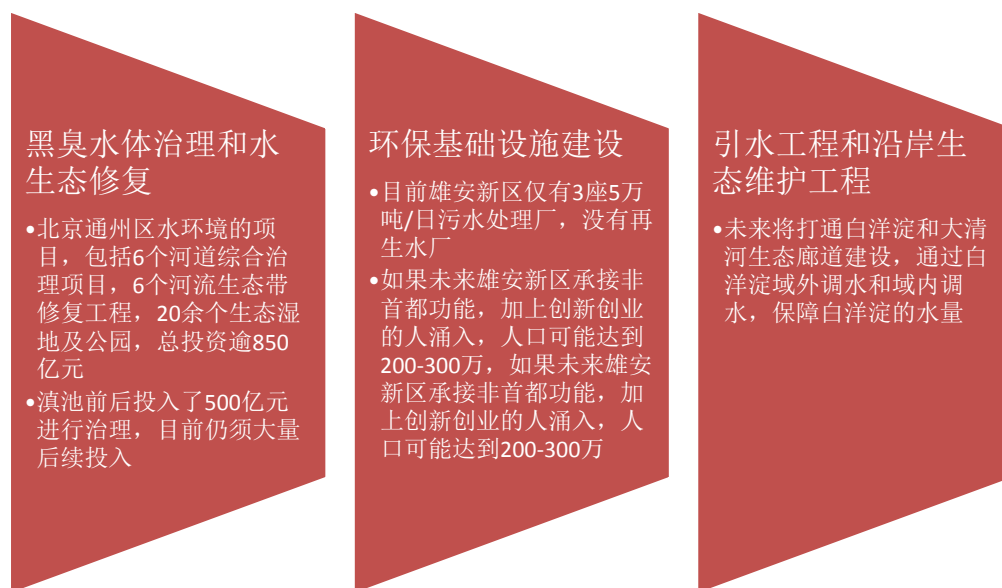 黑臭水体治理和水
生态修复
•北京通州区水环境的项
目，包括6个河道综合治
理项目，6个河流生态带
修复工程，20余个生态湿
地及公园，总投资逾850
亿元
•滇池前后投入了500亿元
进行治理，目前仍须大量
后续投入
环保基础设施建设
•目前雄安新区仅有3座5万
吨/日污水处理厂，没有再
生水厂
•如果未来雄安新区承接非
首都功能，加上创新创业
的人涌入，人口可能达到
200-300万，如果未来雄安
新区承接非首都功能，加
上创新创业的人涌入，人
口可能达到200-300万
引水工程和沿岸生
态维护工程
•未来将打通白洋淀和大清
河生态廊道建设，通过白
洋淀域外调水和域内调
水，保障白洋淀的水量